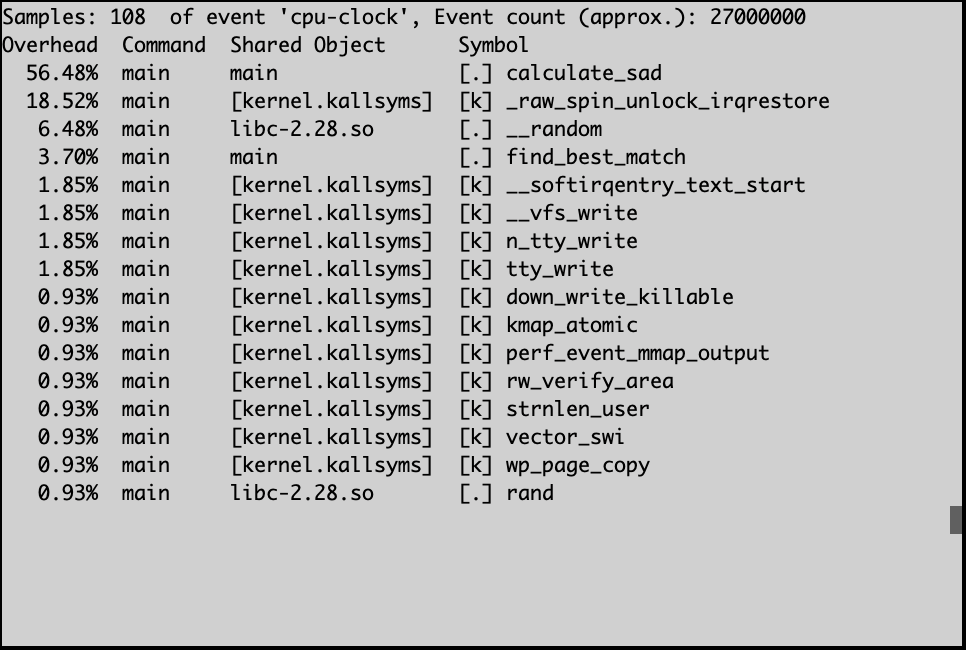 Samples: 108  of event 'cpu-clock', Event count (approx.): 27000000
Overhead  Command  Shared Object      Symbol
  56.48%  main     main               [.] calculate_sad
  18.52%  main     [kernel.kallsyms]  [k] _raw_spin_unlock_irqrestore
   6.48%  main     libc-2.28.so       [.] __random
   3.70%  main     main               [.] find_best_match
   1.85%  main     [kernel.kallsyms]  [k] __softirqentry_text_start
   1.85%  main     [kernel.kallsyms]  [k] __vfs_write
   1.85%  main     [kernel.kallsyms]  [k] n_tty_write
   1.85%  main     [kernel.kallsyms]  [k] tty_write
   0.93%  main     [kernel.kallsyms]  [k] down_write_killable
   0.93%  main     [kernel.kallsyms]  [k] kmap_atomic
   0.93%  main     [kernel.kallsyms]  [k] perf_event_mmap_output
   0.93%  main     [kernel.kallsyms]  [k] rw_verify_area
   0.93%  main     [kernel.kallsyms]  [k] strnlen_user
   0.93%  main     [kernel.kallsyms]  [k] vector_swi
   0.93%  main     [kernel.kallsyms]  [k] wp_page_copy
   0.93%  main     libc-2.28.so       [.] rand